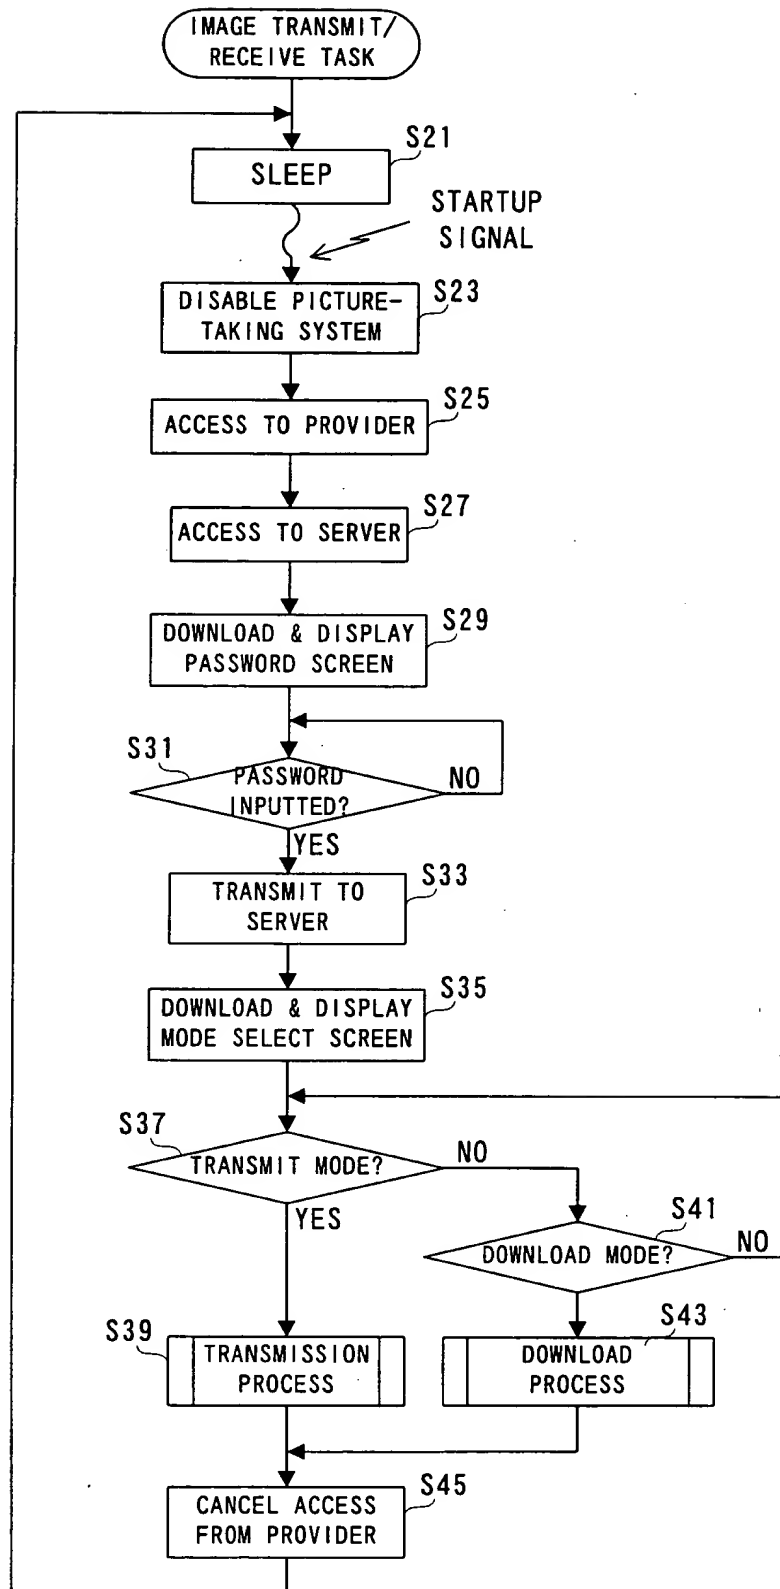 IMAGE TRANSMIT/
RECEIVE TASK
S21
SLEEP
STARTUP
SIGNAL
S23
DISABLE PICTURE-
TAKING SYSTEM
S25
ACCESS TO PROVIDER
S27
ACCESS TO SERVER
S29
DOWNLOAD & DISPLAY
PASSWORD SCREEN
S31
PASSWORD
INPUTTED?
NO
YES
S33
TRANSMIT TO
SERVER
S35
DOWNLOAD & DISPLAY
MODE SELECT SCREEN
S37
TRANSMIT MODE?
NO
YES
S41
DOWNLOAD MODE?
NO
S39
TRANSMISSION
PROCESS
S43
DOWNLOAD
PROCESS
S45
CANCEL ACCESS
FROM PROVIDER